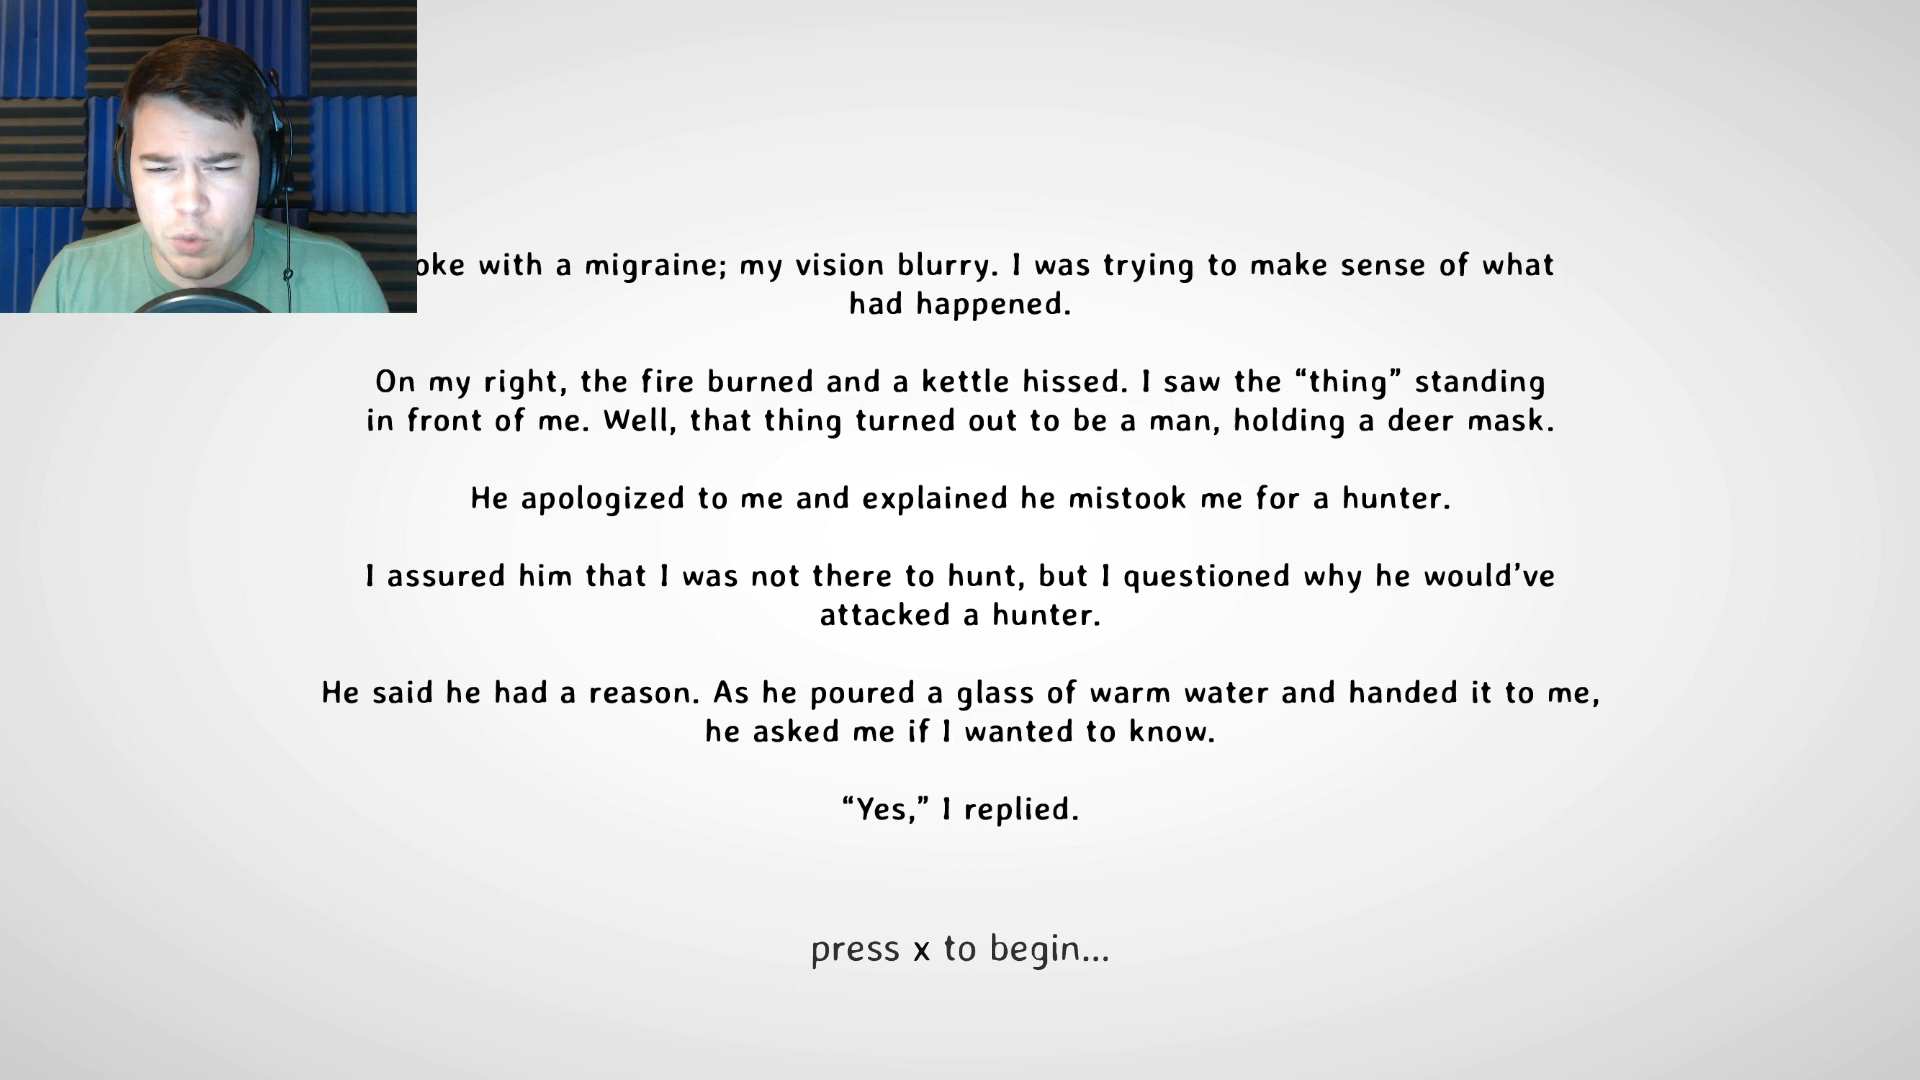 with a migraine; my vision blurry. I was trying to make sense of what
had happened.
On my right, the fire burned and a kettle hissed. I saw the “thing” standing
in front of me. Well, that thing turned out to be a man, holding a deer mask.
He apologized to me and explained he mistook me for a hunter.
I assured him that I was not there to hunt, but I questioned why he would’ve
attacked a hunter.
He said he had a reason. As he poured a glass of warm water and handed it to me,
he asked me if I wanted to know.
“Yes,” I replied.
press x to begin...